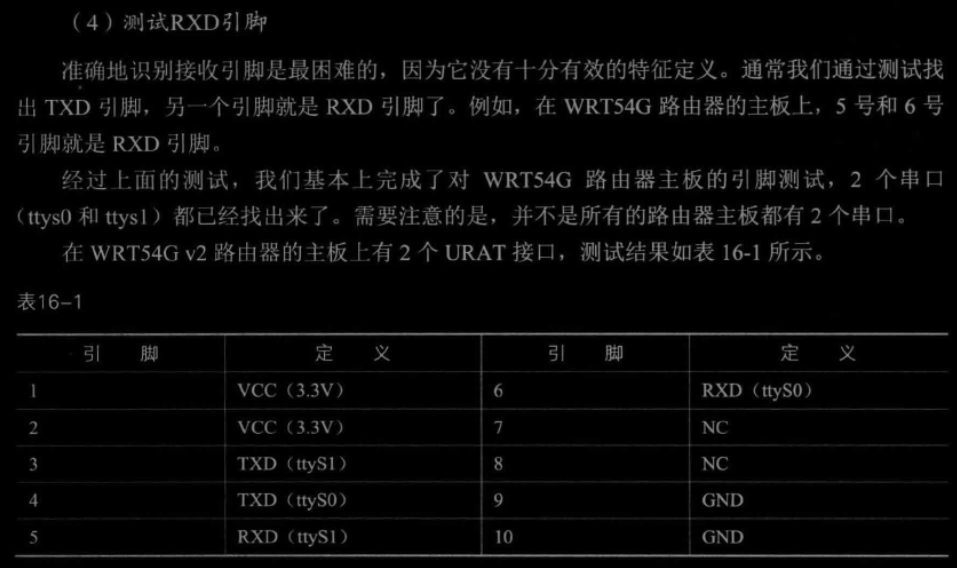 （4）测试RXD引脚
准确地识别接收引脚是最困难的，因为它没有十分有效的特征定义。通常我们通过测试找
出 TXD 引脚，另一个引脚就是 RXD 引脚了。例如，在 WRT54G 路由器的主板上，5 号和 6 号
引脚就是 RXD 引脚。
经过上面的测试，我们基本上完成了对 WRT54G 路由器主板的引脚测试，2 个串口
（ttys0 和 ttys1）都已经找出来了。需要注意的是，并不是所有的路由器主板都有 2 个串口。
在 WRT54G v2 路由器的主板上有 2 个 URAT 接口，测试结果如表 16-1 所示。
表16-1
引 脚 定 义 引 脚 定 义
1 VCC（3.3V） 6 RXD（ttyS0）
2 VCC（3.3V） 7 NC
3 TXD（ttyS1） 8 NC
4 TXD（ttyS0） 9 GND
5 RXD（ttyS1） 10 GND